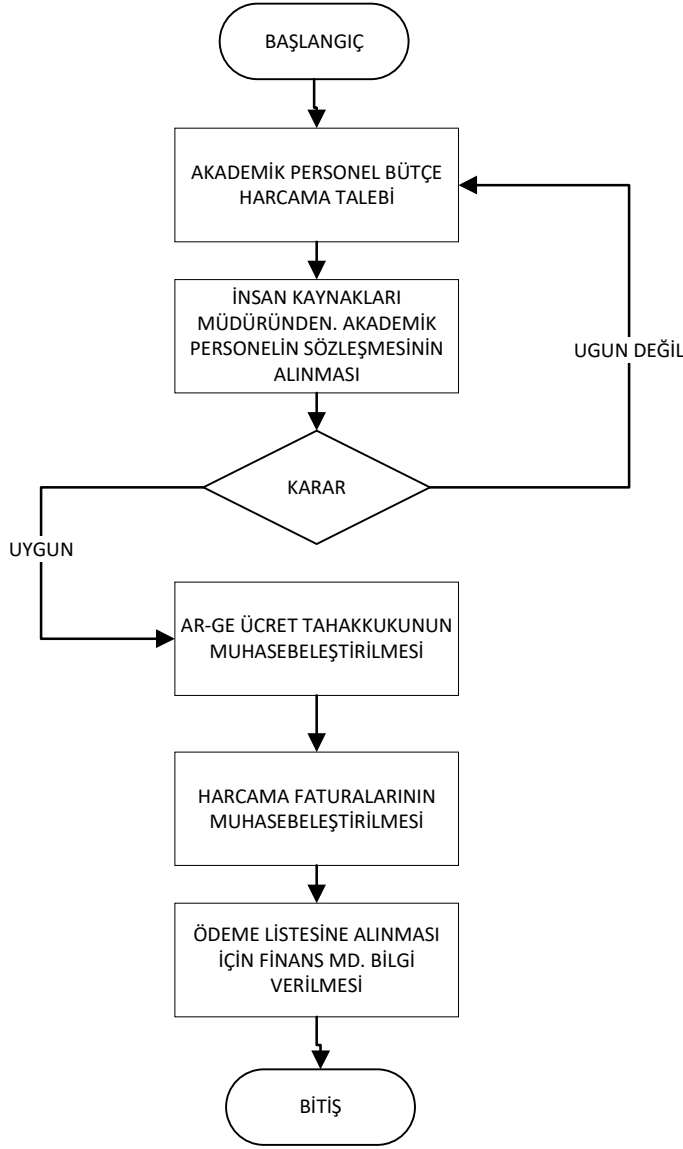 BAŞLANGIÇ
AKADEMİK PERSONEL BÜTÇE
HARCAMA TALEBİ
İNSAN KAYNAKLARI
MÜDÜRÜNDEN. AKADEMİK
PERSONELİN SÖZLEŞMESİNİN
ALINMASI
UGUN DEĞİL
KARAR
UYGUN
AR-GE ÜCRET TAHAKKUKUNUN
MUHASEBELEŞTİRİLMESİ
HARCAMA FATURALARININ
MUHASEBELEŞTİRİLMESİ
ÖDEME LİSTESİNE ALINMASI
İÇİN FİNANS MD. BİLGİ
VERİLMESİ
BİTİŞ